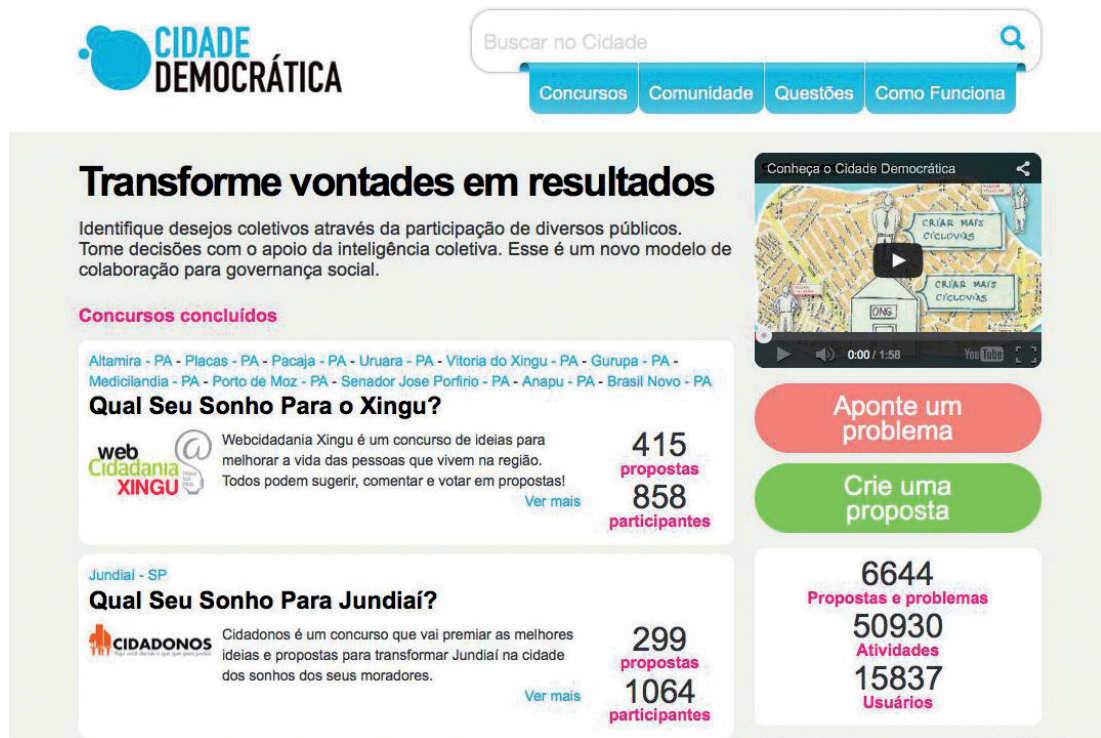 CIDADE
DEMOCRÁTICA
Buscar no Cidade
Concursos Comunidade Questões Como Funciona
Transforme vontades em resultados
Identifique desejos coletivos através da participação de diversos públicos.
Tome decisões com o apoio da inteligência coletiva. Esse é um novo modelo de
colaboração para governança social.
Concursos concluídos
Altamira - PA - Placas - PA - Pacaja - PA - Uruara - PA - Vitoria do Xingu - PA - Gurupa - PA -
Medicilandia - PA - Porto de Moz - PA - Senador Jose Porfirio - PA - Anapu - PA - Brasil Novo - PA
Qual Seu Sonho Para o Xingu?
web
Cidadania
XINGU
Webcidadania Xingu é um concurso de ideias para
melhorar a vida das pessoas que vivem na região.
Todos podem sugerir, comentar e votar em propostas!
Ver mais
415
propostas
858
participantes
Jundiaí - SP
Qual Seu Sonho Para Jundiaí?
CIDADONOS
Cidadonos é um concurso que vai premiar as melhores
ideias e propostas para transformar Jundiaí na cidade
dos sonhos dos seus moradores.
Ver mais
299
propostas
1064
participantes
Conheça o Cidade Democrática
CRIAR MAIS
CICLOVIAS
CRIAR MAIS
CICLOVIAS
ONG
0:00 / 1:58
YouTube
Aponte um
problema
Crie uma
proposta
6644
Propostas e problemas
50930
Atividades
15837
Usuários